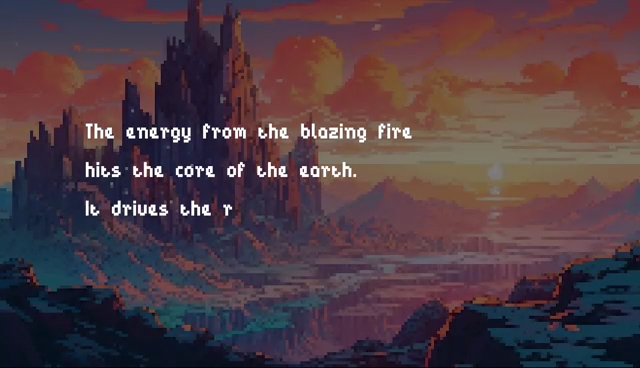 The energy from the blazing fire
hits the core of the earth.
It drives the r